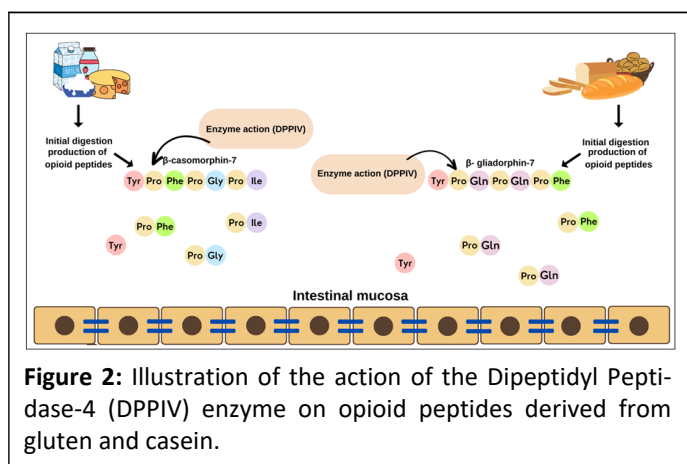 Enzyme action (DPPIV)
Initial digestion
production of
opioid peptides
β-casomorphin-7
Tyr Pro Phe Pro Gly Pro Ile
Pro Phe
Pro Ile
Tyr
Pro Gly
Enzyme action (DPPIV)
β- gliadorphin-7
Initial digestion
production of
opioid peptides
Tyr Pro Gln Pro Gln Pro Phe
Pro Phe
Pro Gln
Tyr
Pro Gln
Intestinal mucosa
Figure 2: Illustration of the action of the Dipeptidyl Pepti-
dase-4 (DPPIV) enzyme on opioid peptides derived from
gluten and casein.